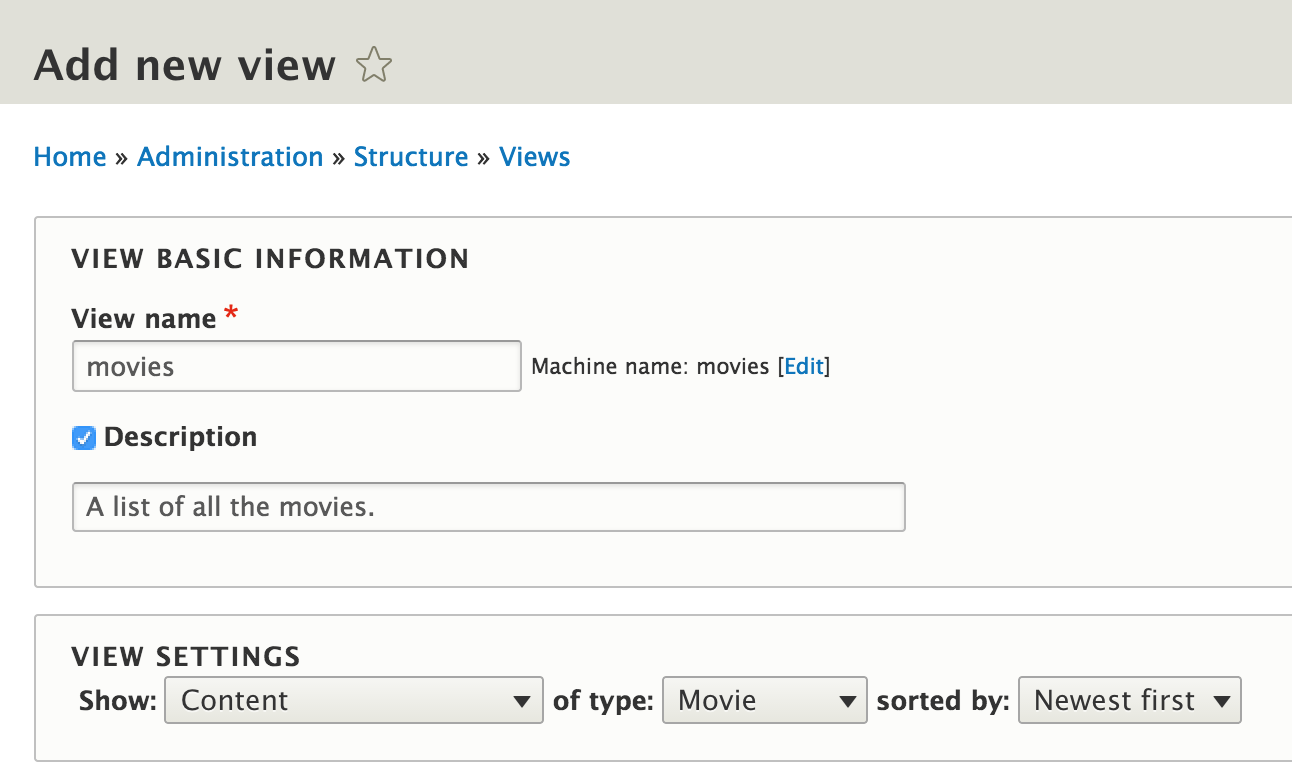 Add new view
Home » Administration » Structure » Views
VIEW BASIC INFORMATION
View name *
movies Machine name: movies [Edit]
Description
A list of all the movies.
VIEW SETTINGS
Show: Content of type: Movie sorted by: Newest first